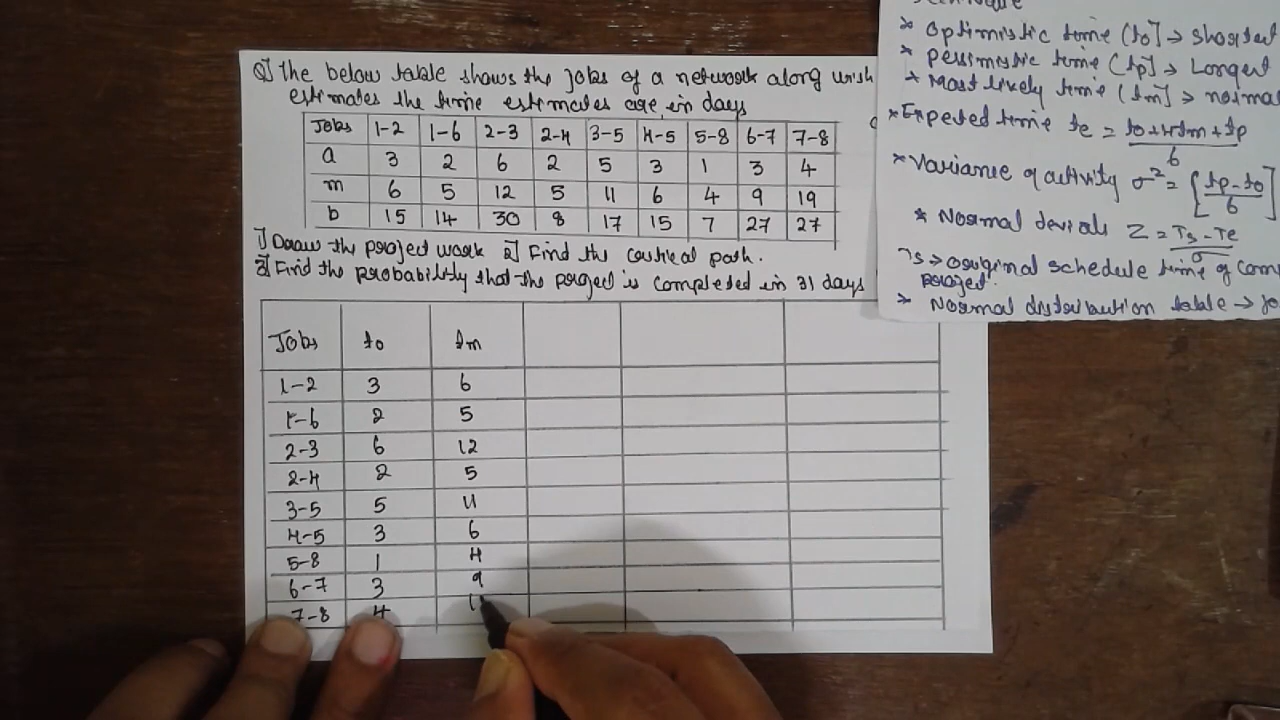 Q] The below table shows the jobs of a network along with
estimates the time estimates are in days
Jobs 1-2 1-6 2-3 2-4 3-5 4-5 5-8 6-7 7-8
a 3 2 6 2 5 3 1 3 4
m 6 5 12 5 11 6 4 9 19
b 15 14 30 8 17 15 7 27 27
1] Draw the project work 2] Find the critical path.
3] Find the probability that the project is completed in 31 days
Jobs to tm
1-2 3 6
1-6 2 5
2-3 6 12
2-4 2 5
3-5 5 11
4-5 3 6
5-8 1 4
6-7 3 9
7-8 4 1
* Optimistic time (to] → shortest
* Pessimistic time (tp] → Longest
* Most likely time (tm] → normal
* Expected time te = to+4tm+tp
6
* Variance of activity σ² = [tp-to
6]
* Normal deviate Z = Ts-Te
σ
Ts → original schedule time of com
project.
* Normal distribution table →